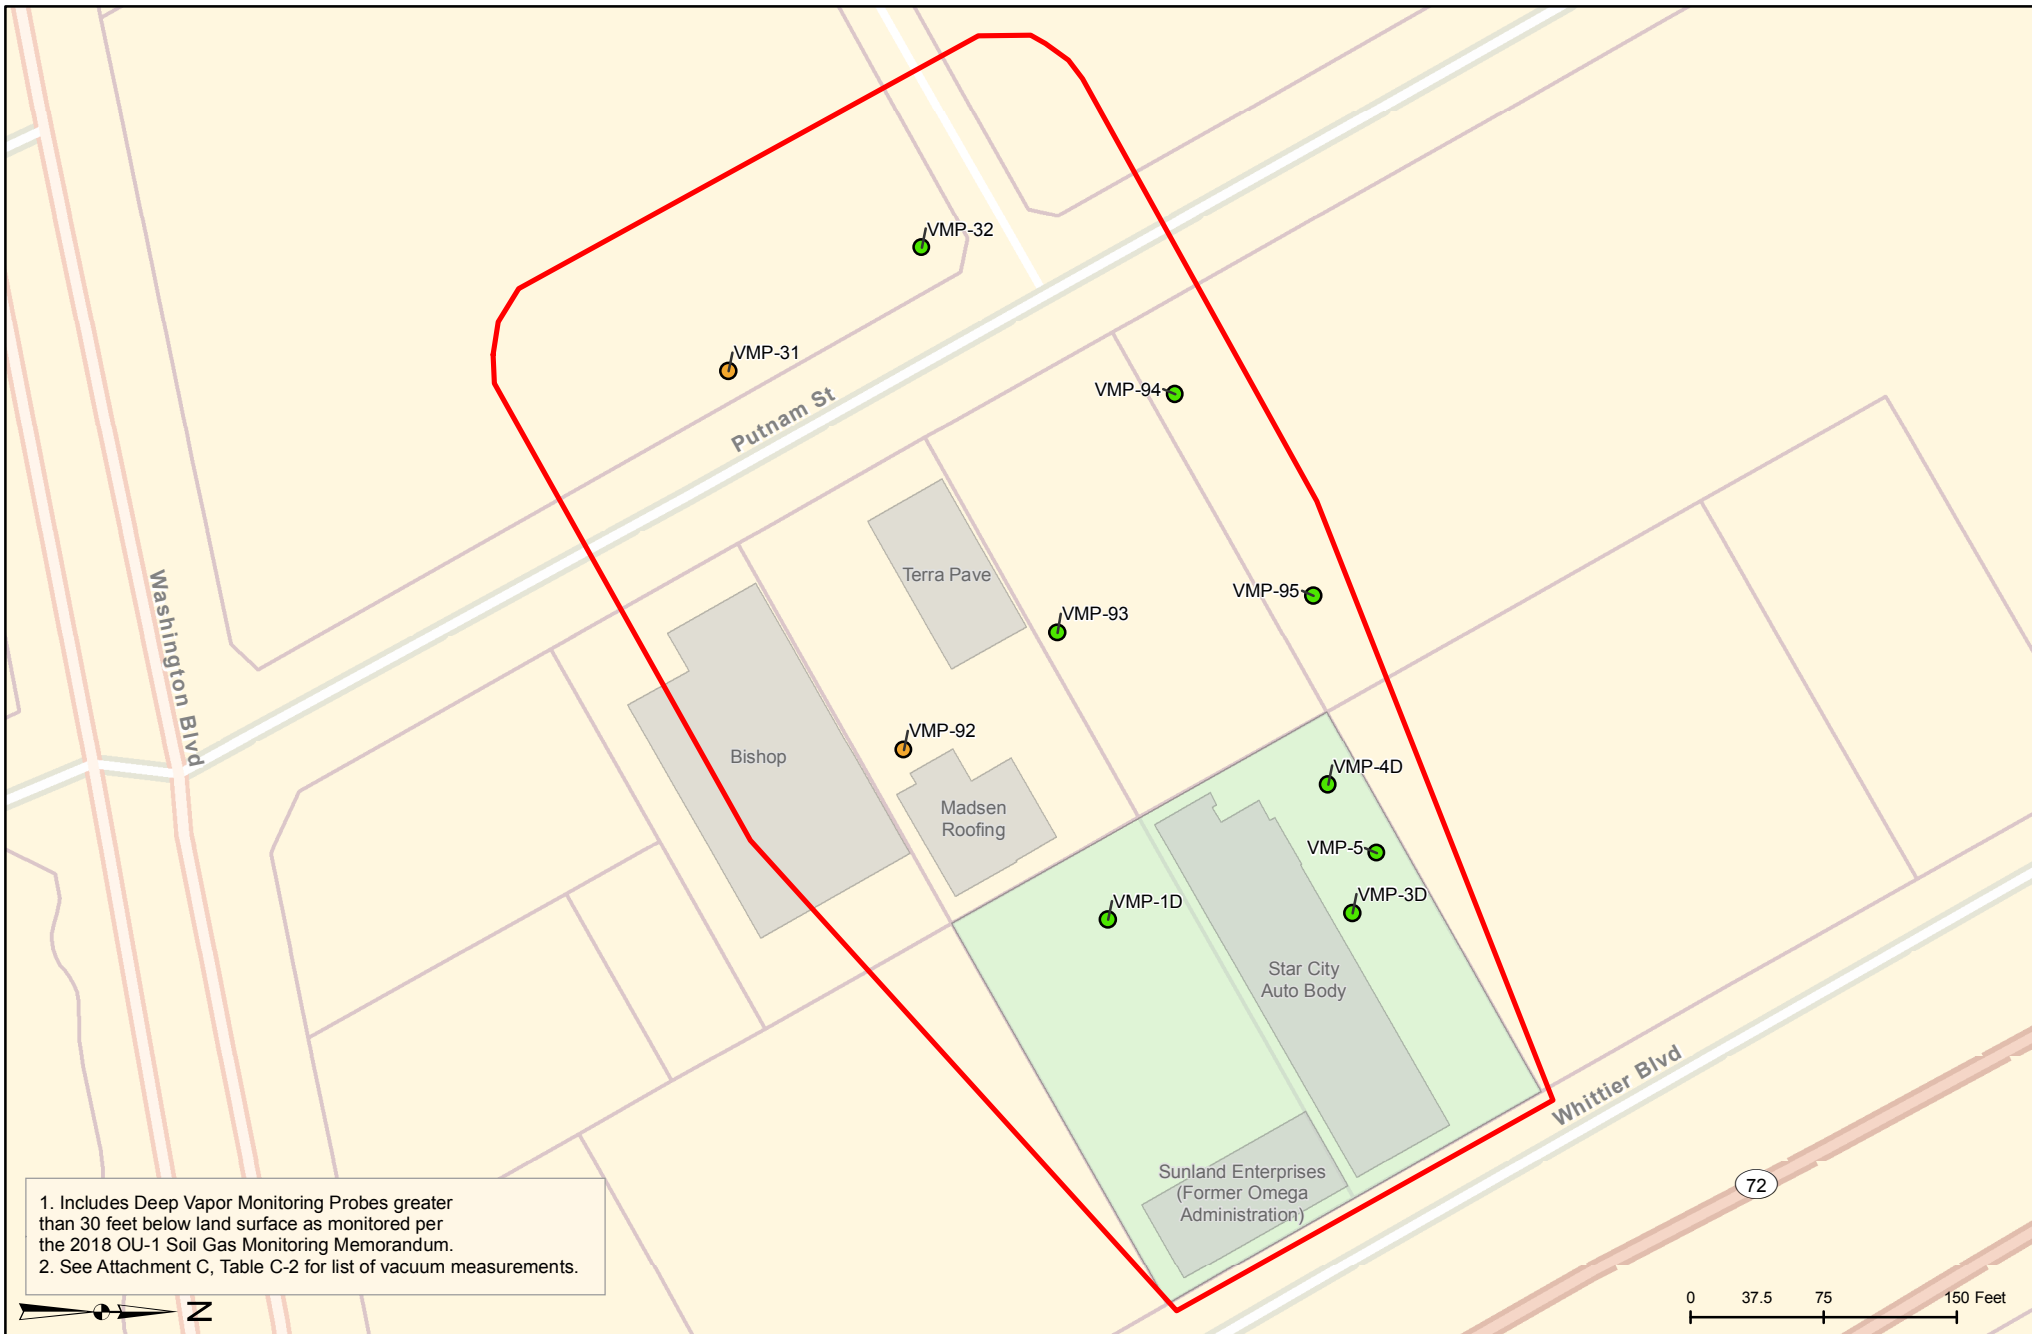 VMP-32
VMP-31
Putnam St
VMP-94
Terra Pave
VMP-95
VMP-93
Washington Blvd
VMP-92
Bishop
VMP-4D
Madsen
Roofing
VMP-5
VMP-3D
VMP-1D
Star City
Auto Body
Whittier Blvd
Sunland Enterprises
(Former Omega
Administration)
72
1. Includes Deep Vapor Monitoring Probes greater
than 30 feet below land surface as monitored per
the 2018 OU-1 Soil Gas Monitoring Memorandum.
2. See Attachment C, Table C-2 for list of vacuum measurements.
N
0 37.5 75 150 Feet